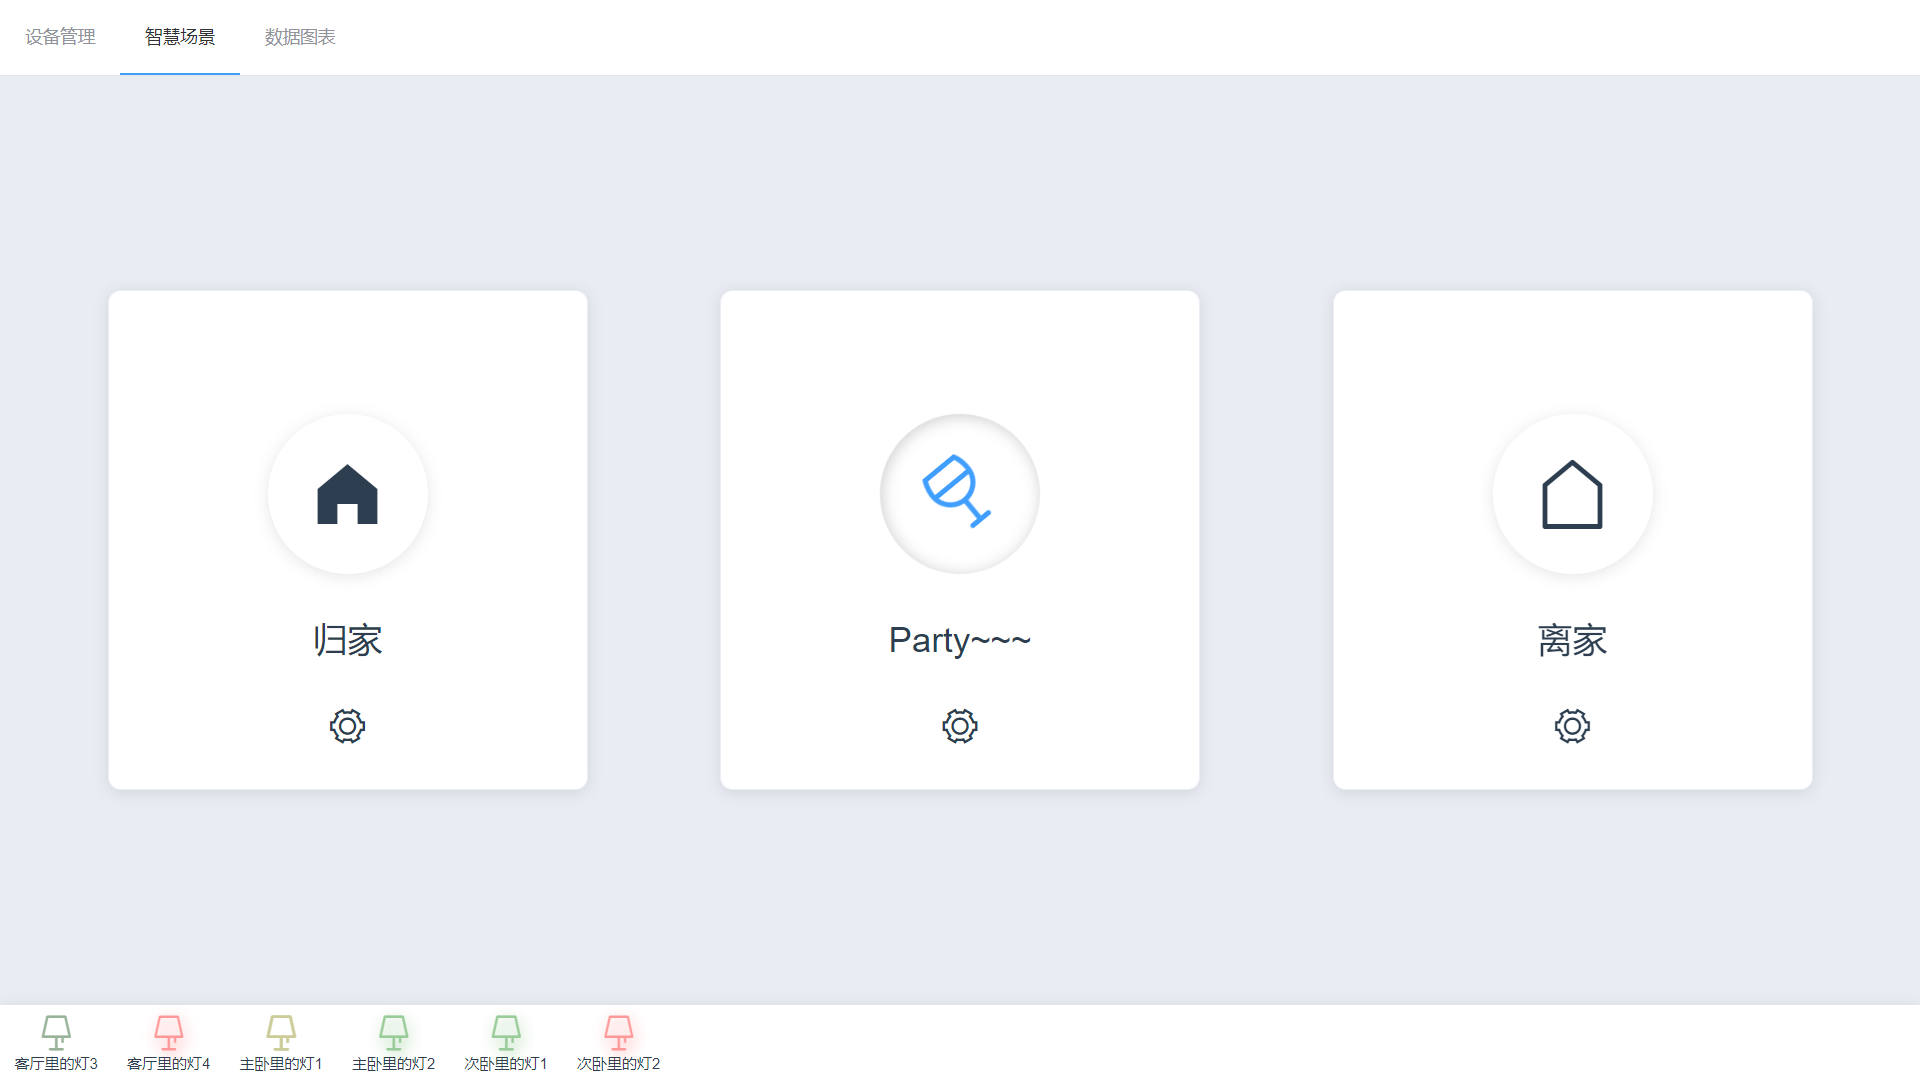 设备管理 智慧场景 数据图表
归家 Party~~~ 离家
客厅里的灯3 客厅里的灯4 主卧里的灯1 主卧里的灯2 次卧里的灯1 次卧里的灯2